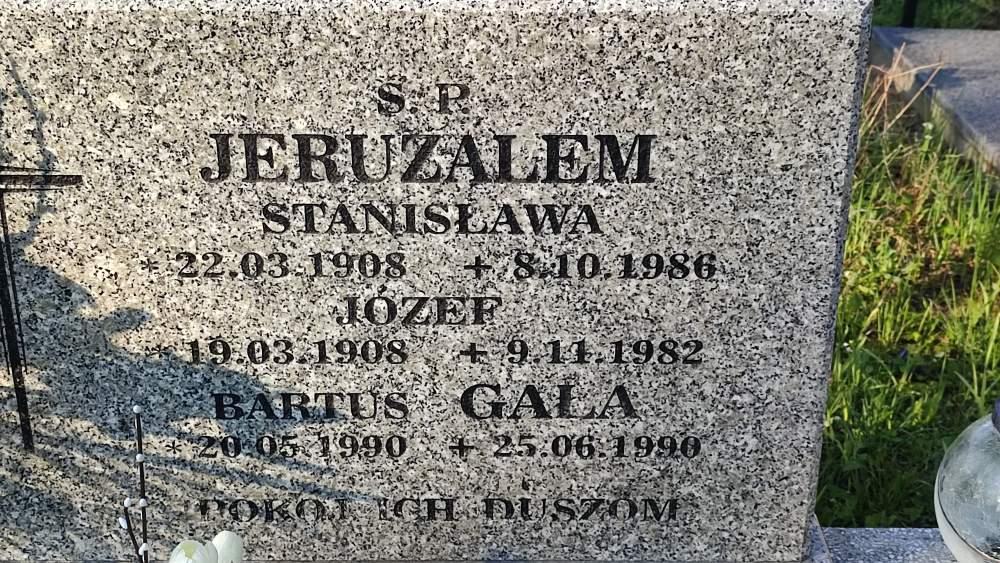 Ś P.
JERUZALEM
STANISŁAWA
* 22.03.1908 + 8.10.1986
JÓZEF
* 19.03.1908 + 9.11.1982
BARTUŚ GALA
* 20.05.1990 + 25.06.1990
POKÓJ ICH DUSZOM